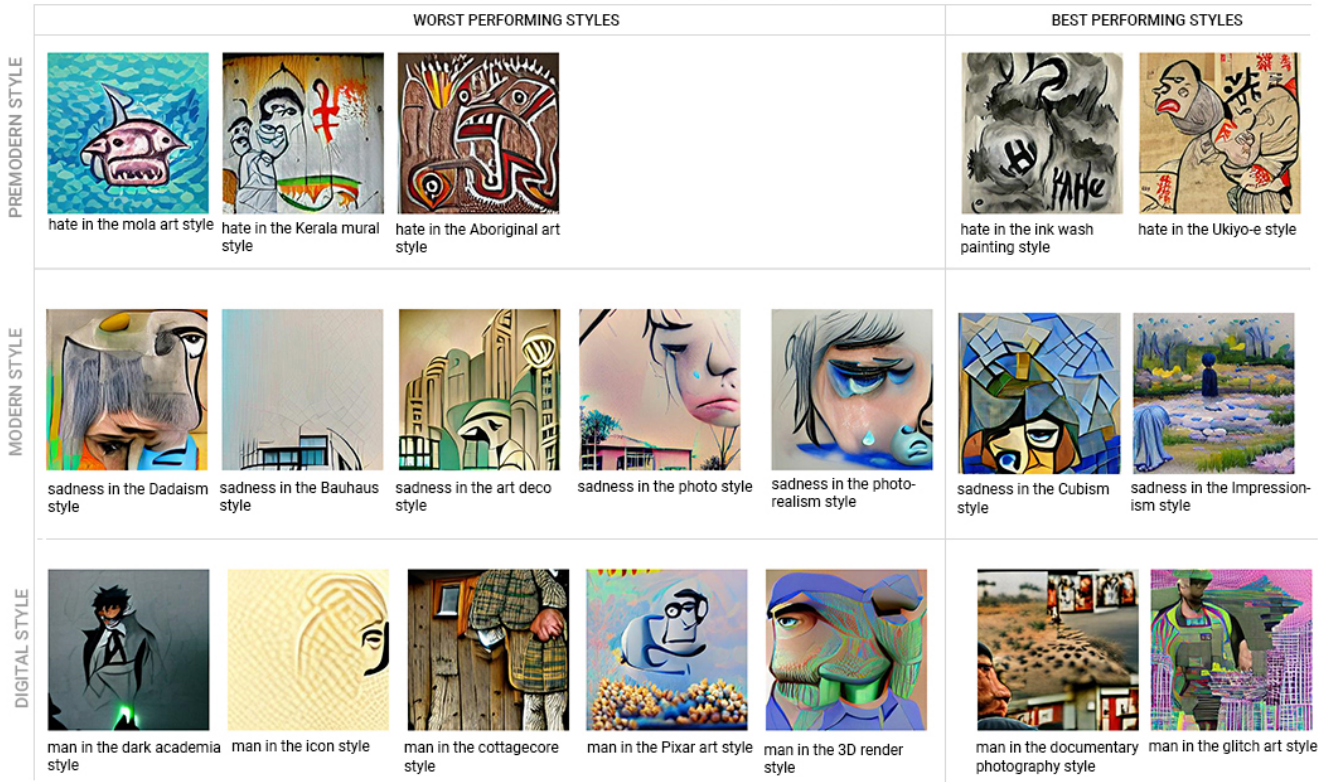 WORST PERFORMING STYLES
BEST PERFORMING STYLES
PREMODERN STYLE
hate in the mola art style
hate in the Kerala mural
style
hate in the Aboriginal art
style
hate in the ink wash
painting style
hate in the Ukiyo-e style
MODERN STYLE
sadness in the Dadaism
style
sadness in the Bauhaus
style
sadness in the art deco
style
sadness in the photo style
sadness in the photo-
realism style
sadness in the Cubism
style
sadness in the Impression-
ism style
DIGITAL STYLE
man in the dark academia
style
man in the icon style
man in the cottagecore
style
man in the Pixar art style
man in the 3D render
style
man in the documentary
photography style
man in the glitch art style